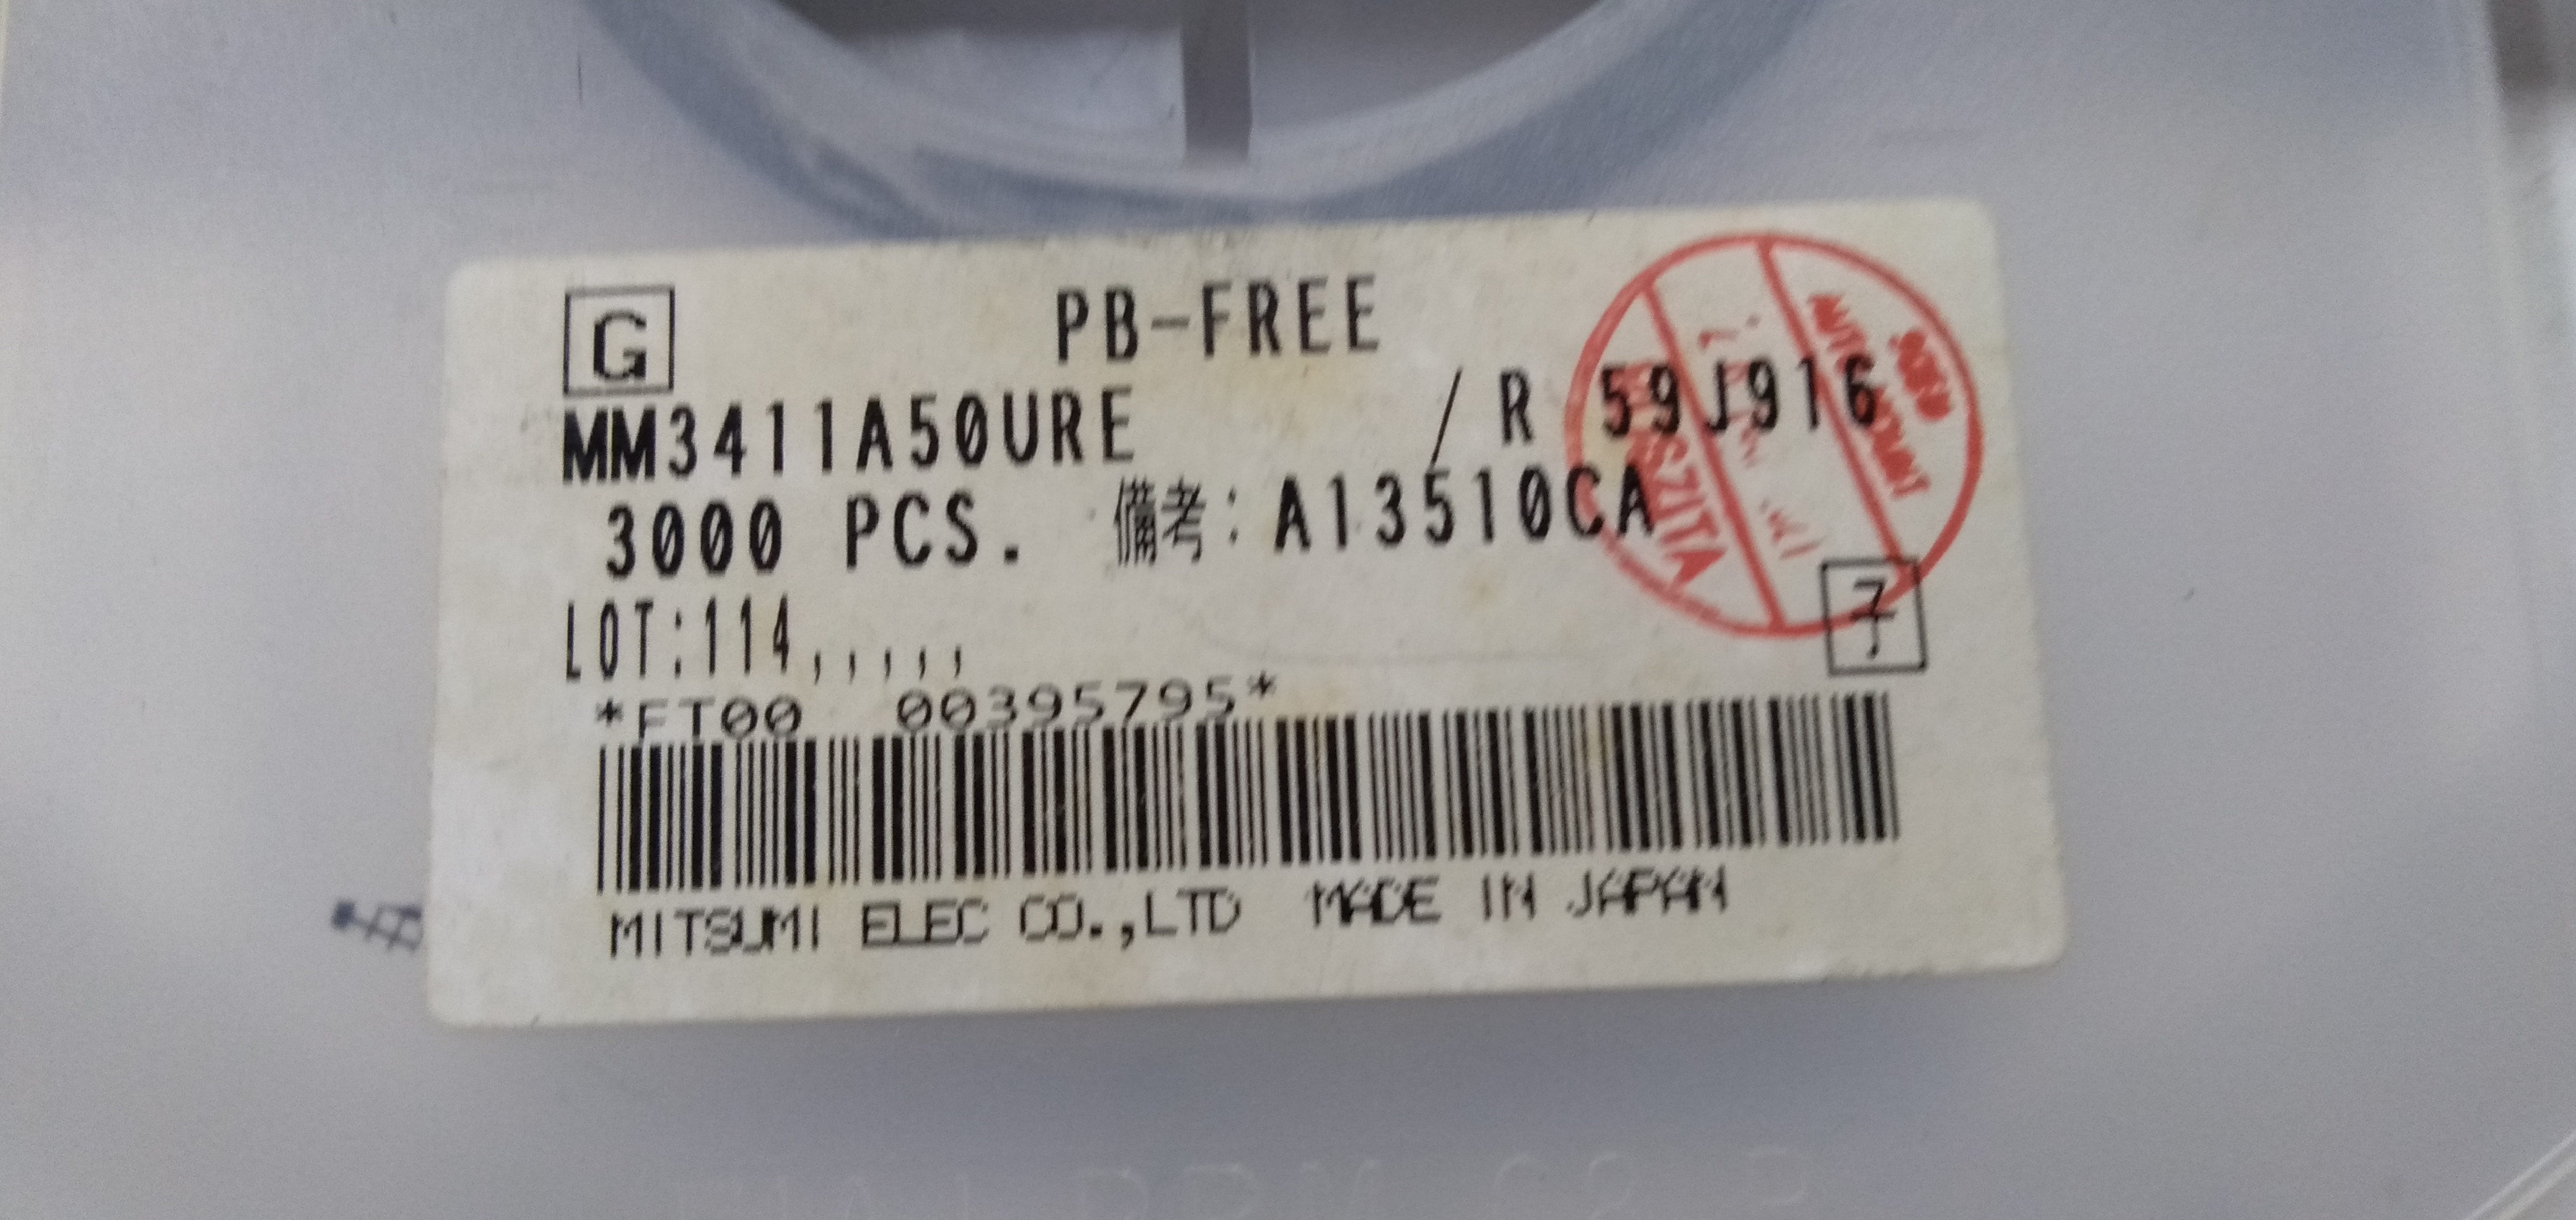 G
PB-FREE
MM3411A50URE / R 59J916
3000 PCS. 備考: A13510CA
LOT:114,,,,,
子
*FT00 00395795*
MITSUMI ELEC CO.,LTD MADE IN JAPAN